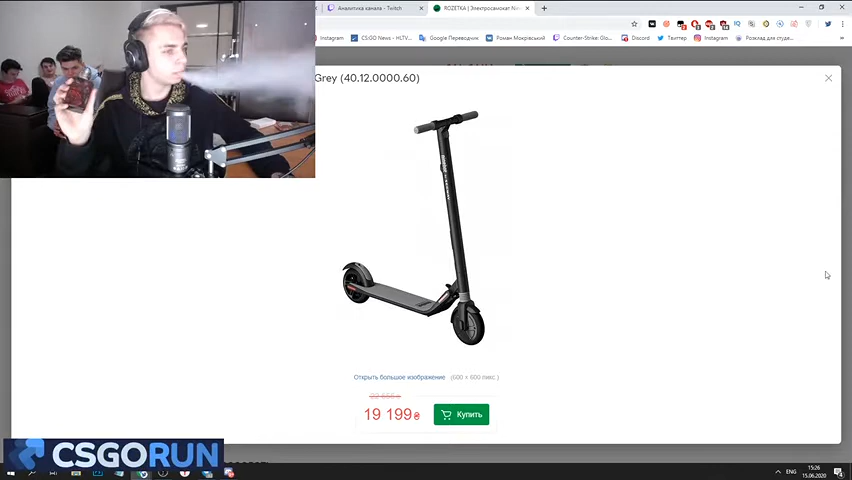 Аналитика канала - Twitch
ROZETKA | Электросамокат Nin
Instagram
CS:GO News - HLTV...
Google Переводчик
Роман Мокрівський
Counter-Strike: Glo...
Discord
Твиттер
Instagram
Розклад для студе...
Grey (40.12.0000.60)
Открыть большое изображение (600 × 600 пикс.)
19 199₴
Купить
CSGORUN
ENG
15:26
15.06.2020